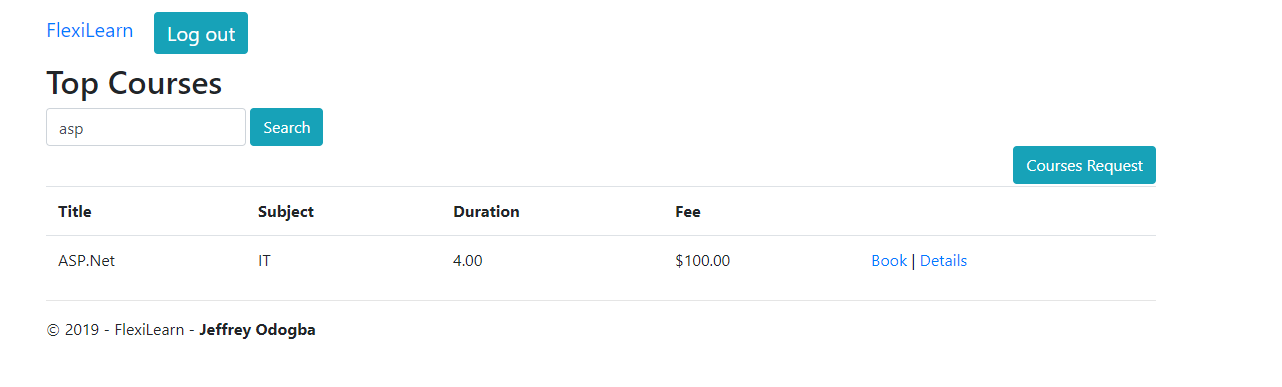 FlexiLearn Log out
Top Courses
asp Search
Courses Request
Title Subject Duration Fee
ASP.Net IT 4.00 $100.00 Book | Details
© 2019 - FlexiLearn - Jeffrey Odogba